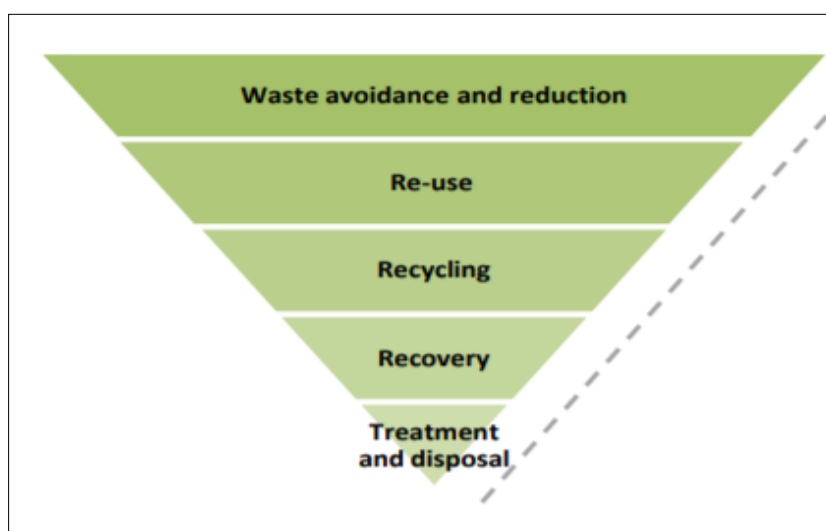 Waste avoidance and reduction
Re-use
Recycling
Recovery
Treatment
and disposal